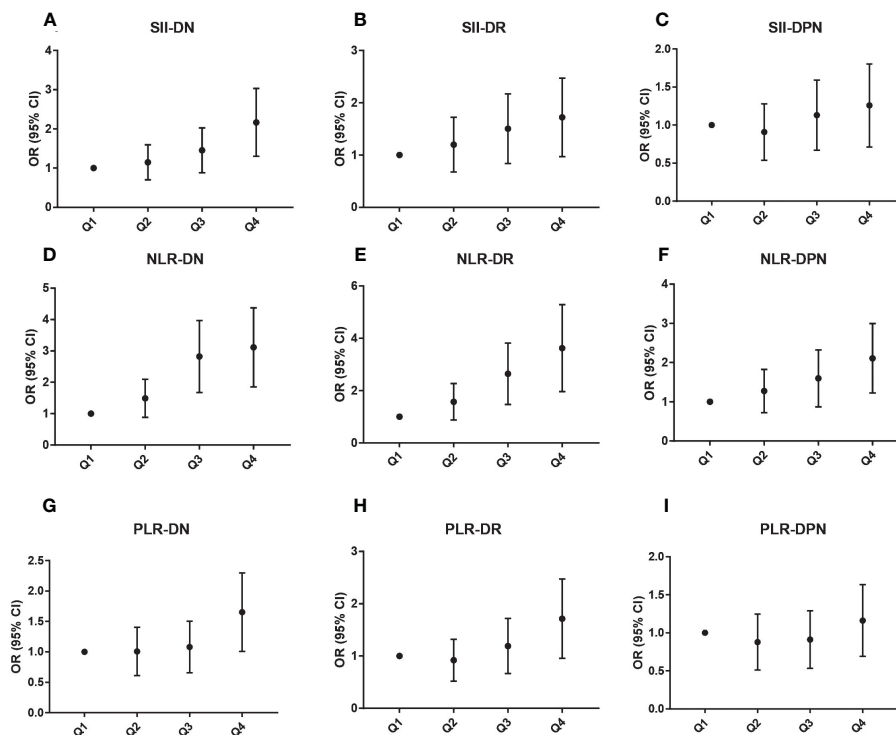 A
SII-DN
OR (95% CI)
4
3
2
1
0
Q1
Q2
Q3
Q4
B
SII-DR
OR (95% CI)
3
2
1
0
Q1
Q2
Q3
Q4
C
SII-DPN
OR (95% CI)
2.0
1.5
1.0
0.5
0.0
Q1
Q2
Q3
Q4
D
NLR-DN
OR (95% CI)
5
4
3
2
1
0
Q1
Q2
Q3
Q4
E
NLR-DR
OR (95% CI)
6
4
2
0
Q1
Q2
Q3
Q4
F
NLR-DPN
OR (95% CI)
4
3
2
1
0
Q1
Q2
Q3
Q4
G
PLR-DN
OR (95% CI)
2.5
2.0
1.5
1.0
0.5
0.0
Q1
Q2
Q3
Q4
H
PLR-DR
OR (95% CI)
3
2
1
0
Q1
Q2
Q3
Q4
I
PLR-DPN
OR (95% CI)
2.0
1.5
1.0
0.5
0.0
Q1
Q2
Q3
Q4